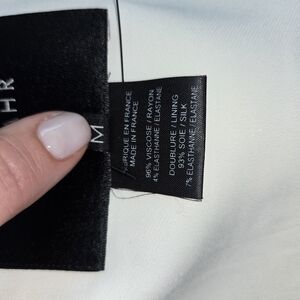 HR
M
FABRIQUE EN FRANCE
MADE IN FRANCE
96% VISCOSE / RAYON
4% ELASTHANNE / ELASTANE
DOUBLURE / LINING
93% SOIE / SILK
7% ELASTHANNE / ELASTANE